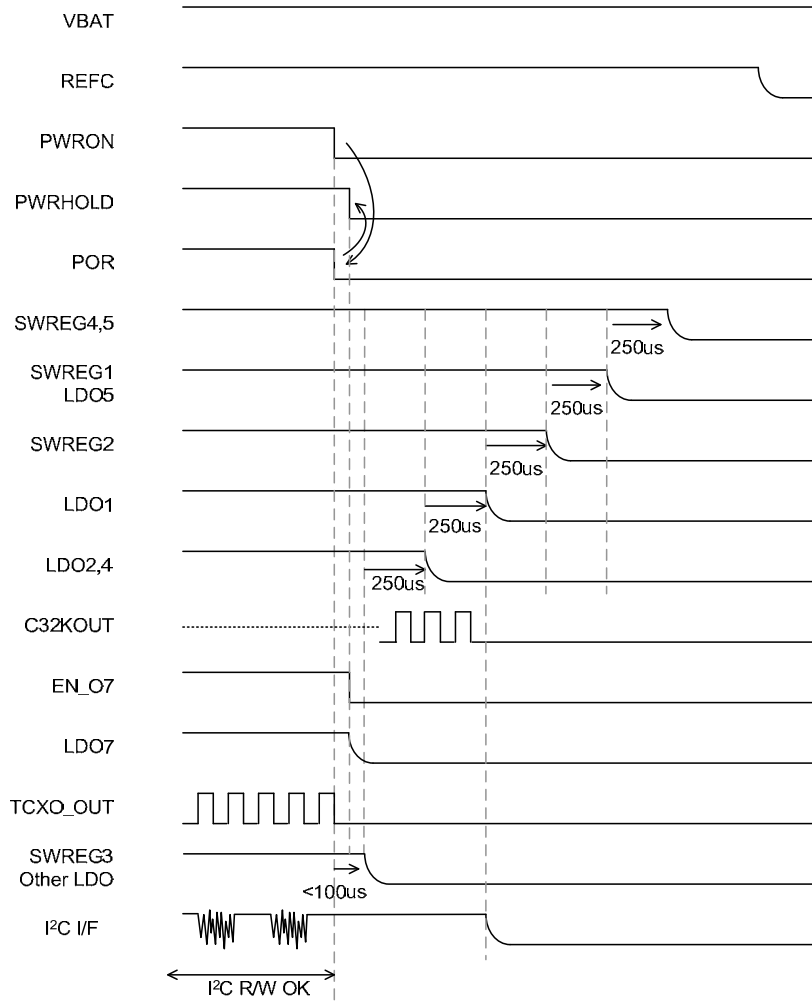 VBAT
REFC
PWRON
PWRHOLD
POR
SWREG4,5
250us
SWREG1
LDO5
250us
SWREG2
250us
LDO1
250us
LDO2,4
250us
C32KOUT
EN_O7
LDO7
TCXO_OUT
SWREG3
Other LDO
<100us
I²C I/F
I²C R/W OK